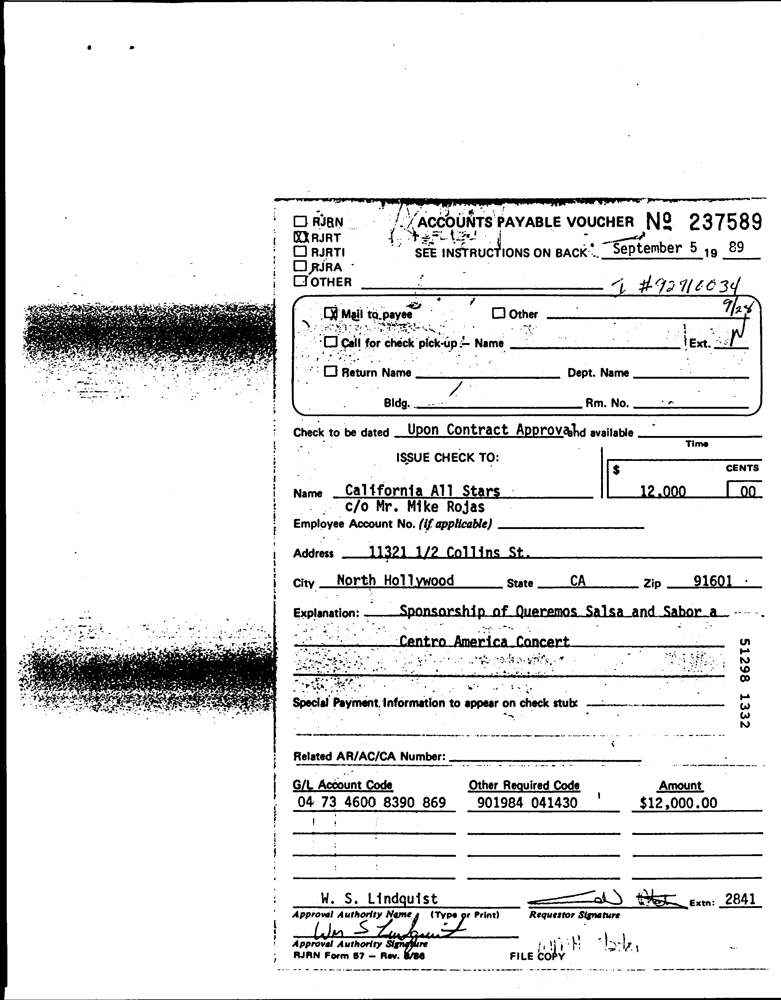 ☐ RJRN ACCOUNTS PAYABLE VOUCHER Nº 237589
☒ RJRT
☐ RJRTI SEE INSTRUCTIONS ON BACK September 5 19 89
☐ RJRA
☐ OTHER
I #92716034
☒ Mail to payee ☐ Other 9/28
☐ Call for check pick-up – Name Ext. N
☐ Return Name Dept. Name
Bldg. Rm. No.
Check to be dated Upon Contract Approval and available
Time
ISSUE CHECK TO:
$ CENTS
Name California All Stars 12,000 00
c/o Mr. Mike Rojas
Employee Account No. (if applicable)
Address 11321 1/2 Collins St.
City North Hollywood State CA Zip 91601
Explanation: Sponsorship of Queremos Salsa and Sabor a
Centro America Concert
51298 1332
Special Payment Information to appear on check stub:
Related AR/AC/CA Number:
G/L Account Code Other Required Code Amount
04 73 4600 8390 869 901984 041430 $12,000.00
W. S. Lindquist Extn: 2841
Approval Authority Name (Type or Print) Requestor Signature
Wm S Lindquist
Approval Authority Signature
RJRN Form 57 – Rev. 8/86 FILE COPY